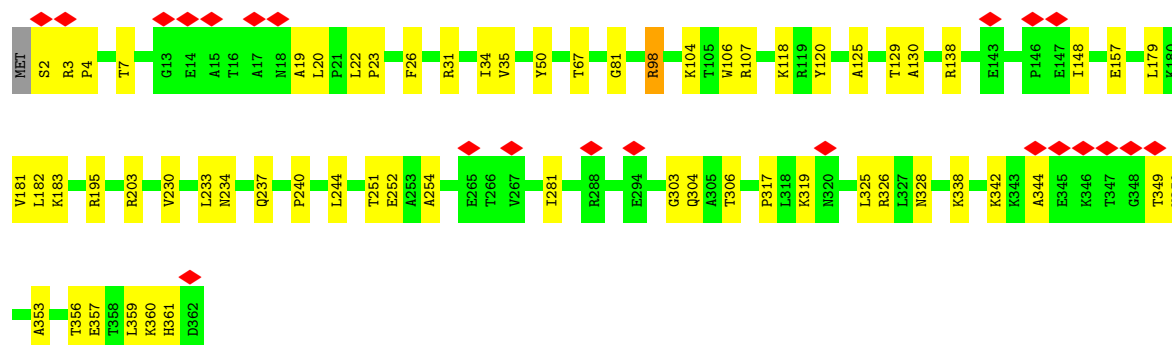 MET S2 R3 P4 T7 G13 E14 A15 T16 A17 N18 A19 L20 P21 L22 P23 F26 R31 I34 V35 Y50 T67 G81 R98 K104 T105 W106 R107 K118 R119 Y120 A125 T129 A130 R138 E143 P146 E147 I148 E157 L179 K180
V181 L182 K183 R195 R203 V230 L233 N234 Q237 P240 L244 T251 E252 A253 A254 E265 T266 V267 I281 R288 E294 G303 Q304 A305 T306 P317 L318 K319 N320 L325 R326 L327 N328 K338 K342 K343 A344 E345 K346 T347 G348 T349
A353 T356 E357 T358 L359 K360 H361 D362